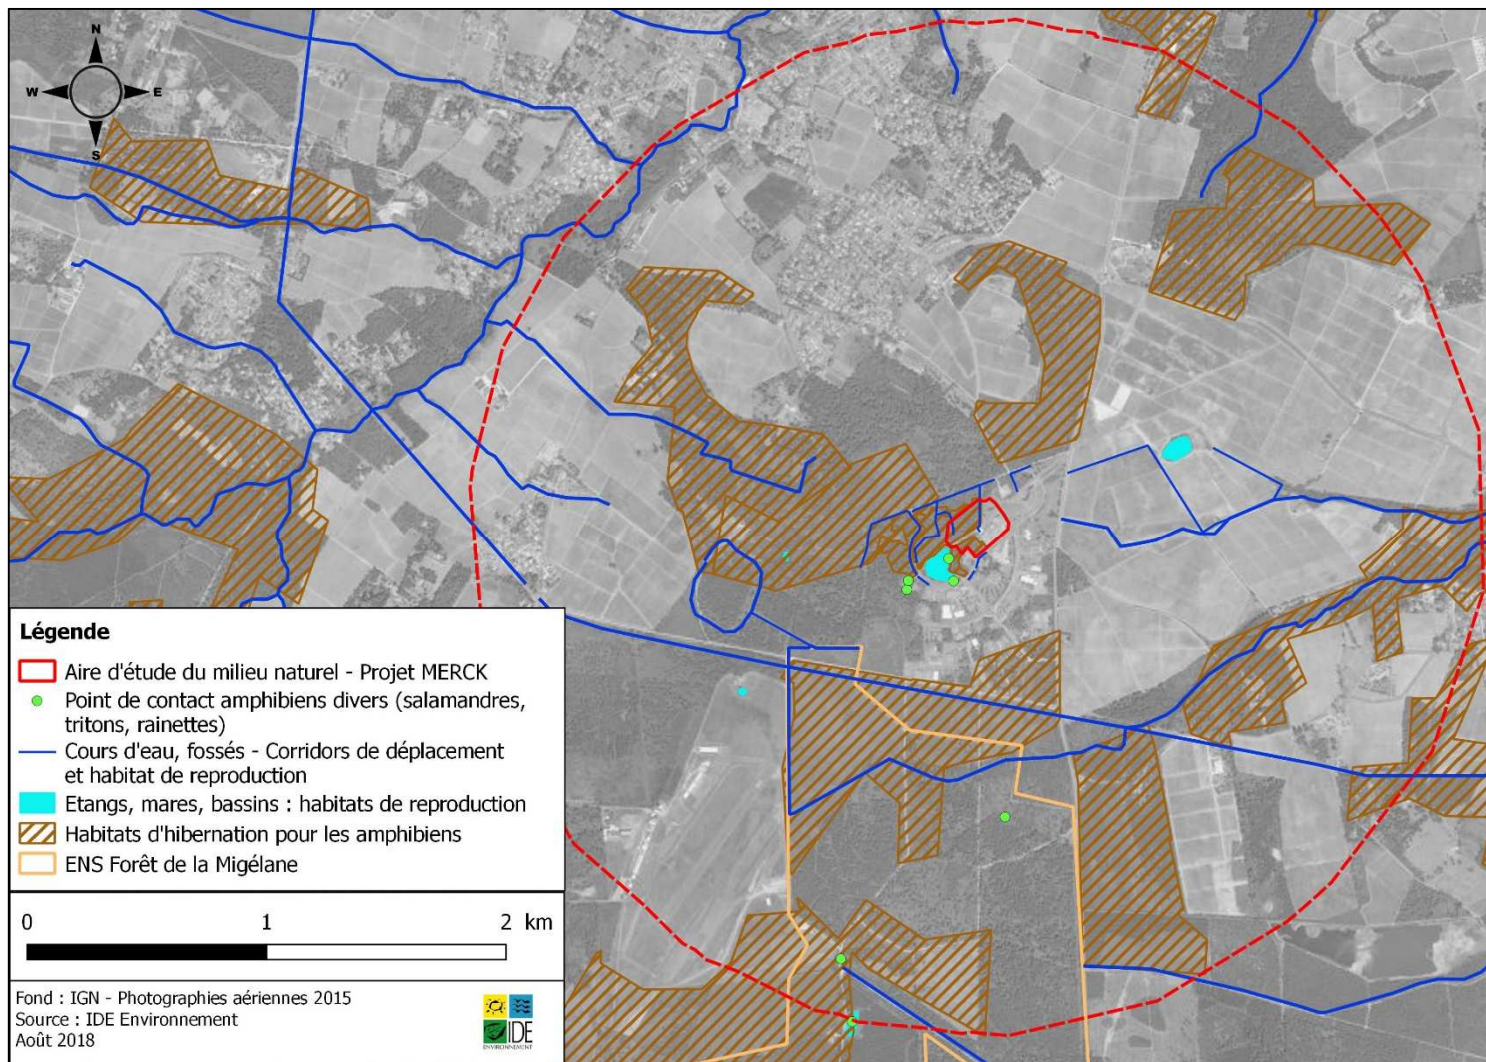 N
W
E
S
Légende
Aire d'étude du milieu naturel - Projet MERCK
Point de contact amphibiens divers (salamandres,
tritons, rainettes)
Cours d'eau, fossés - Corridors de déplacement
et habitat de reproduction
Etangs, mares, bassins : habitats de reproduction
Habitats d'hibernation pour les amphibiens
ENS Forêt de la Migélane
0 1 2 km
Fond : IGN - Photographies aériennes 2015
Source : IDE Environnement
Août 2018
IDE
ENVIRONNEMENT